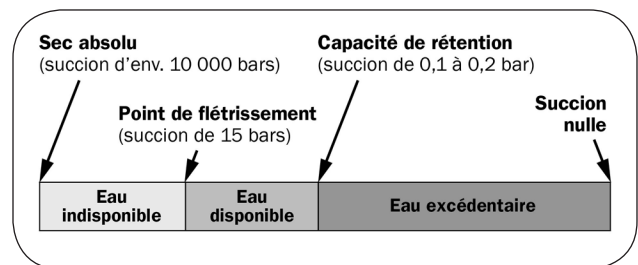 Sec absolu
(succion d'env. 10 000 bars)
Capacité de rétention
(succion de 0,1 à 0,2 bar)
Point de flétrissement
(succion de 15 bars)
Succion
nulle
Eau
indisponible
Eau
disponible
Eau excédentaire